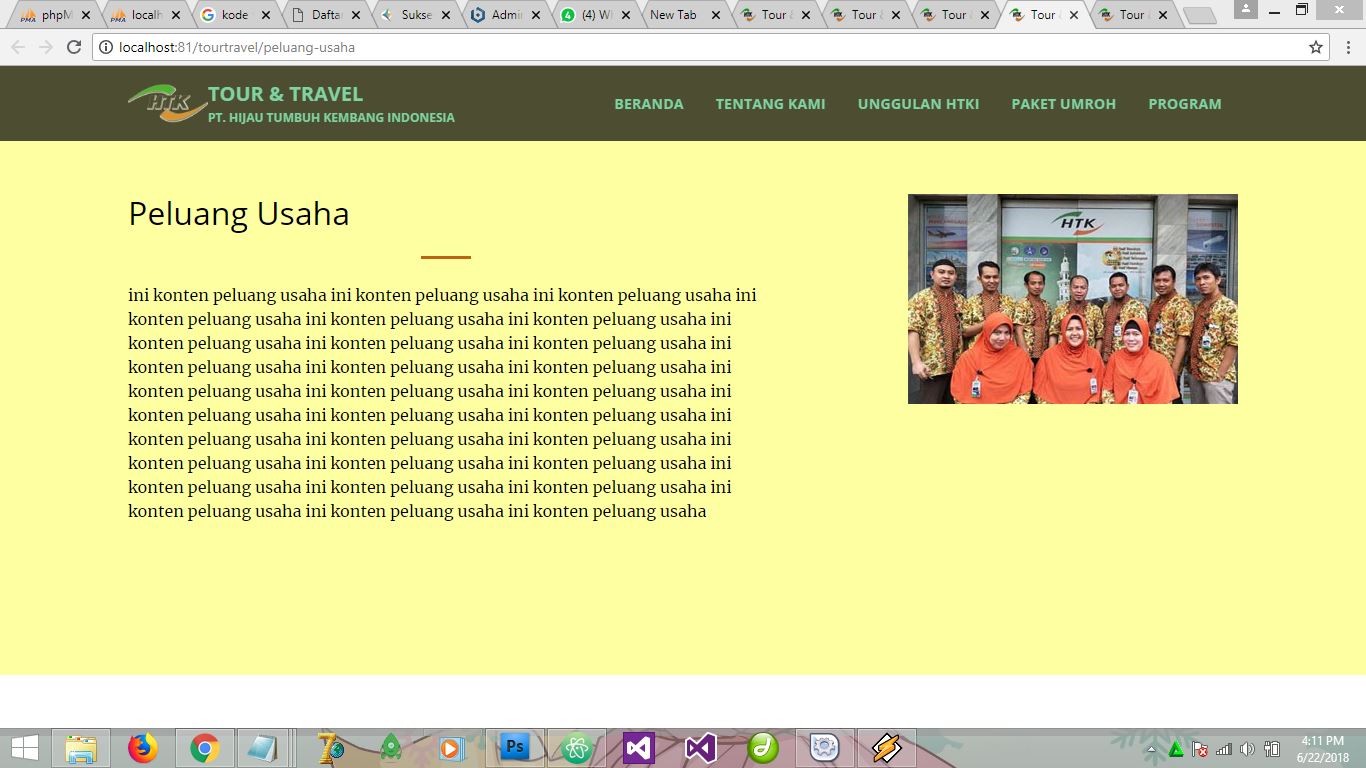 phpM
localh
kode
Dafta
Sukse
Admi
(4) W
New Tab
Tour
Tour
Tour
Tour
Tour
localhost:81/tourtravel/peluang-usaha
HTK
TOUR & TRAVEL
PT. HIJAU TUMBUH KEMBANG INDONESIA
BERANDA TENTANG KAMI UNGGULAN HTKI PAKET UMROH PROGRAM
Peluang Usaha
HTK
ini konten peluang usaha ini konten peluang usaha ini konten peluang usaha ini
konten peluang usaha ini konten peluang usaha ini konten peluang usaha ini
konten peluang usaha ini konten peluang usaha ini konten peluang usaha ini
konten peluang usaha ini konten peluang usaha ini konten peluang usaha ini
konten peluang usaha ini konten peluang usaha ini konten peluang usaha ini
konten peluang usaha ini konten peluang usaha ini konten peluang usaha ini
konten peluang usaha ini konten peluang usaha ini konten peluang usaha ini
konten peluang usaha ini konten peluang usaha ini konten peluang usaha ini
konten peluang usaha ini konten peluang usaha ini konten peluang usaha ini
konten peluang usaha ini konten peluang usaha ini konten peluang usaha
Ps
4:11 PM
6/22/2018